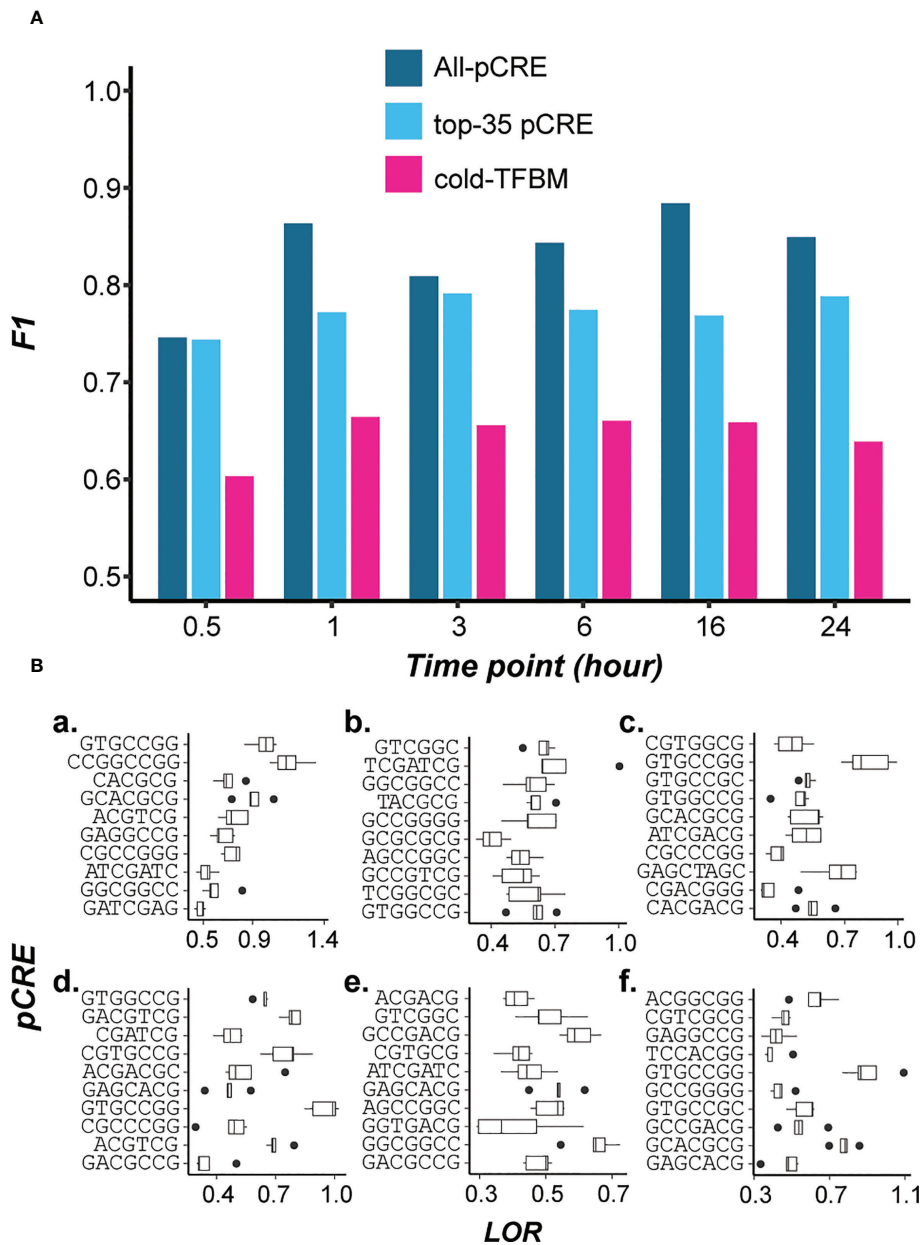 A
All-pCRE
top-35 pCRE
cold-TFBM
1.0
0.9
0.8
0.7
0.6
0.5
F1
0.5 1 3 6 16 24
Time point (hour)
B
pCRE
a.
GTGCCGG
CCGGCCGG
CACGCG
GCACGCG
ACGTCG
GAGGCCG
CGCCGGG
ATCGATC
GGCGGCC
GATCGAG
0.5 0.9 1.4
b.
GTCGGC
TCGATCG
GGCGGCC
TACGCG
GCCGGGG
GCGCGCG
AGCCGGC
GCCGTCG
TCGGCGC
GTGGCCG
0.4 0.7 1.0
c.
CGTGGCG
GTGCCGG
GTGCCGC
GTGGCCG
GCACGCG
ATCGACG
CGCCCGG
GAGCTAGC
CGACGGG
CACGACG
0.4 0.7 1.0
d.
GTGGCCG
GACGTCG
CGATCG
CGTGCCG
ACGACGC
GAGCACG
GTGCCGG
CGCCCGG
ACGTCG
GACGCCG
0.4 0.7 1.0
e.
ACGACG
GTCGGC
GCCGACG
CGTGCG
ATCGATC
GAGCACG
AGCCGGC
GGTGACG
GGCGGCC
GACGCCG
0.3 0.5 0.7
f.
ACGGCGG
CGTCGCG
GAGGCCG
TCCACGG
GTGCCGG
GCCGGGG
GTGCCGC
GCCGACG
GCACGCG
GAGCACG
0.3 0.7 1.1
LOR